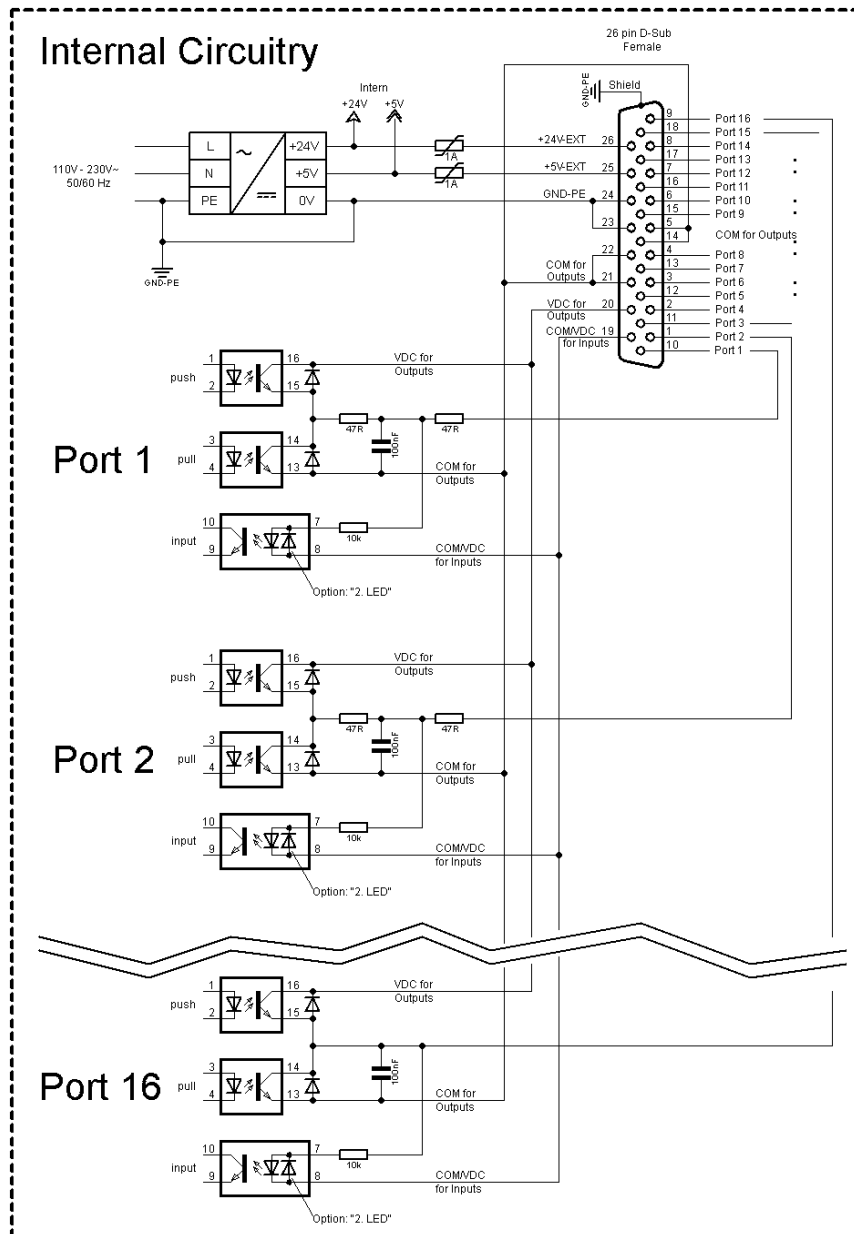 Internal Circuitry
26 pin D-Sub
Female
GND-PE
Shield
Intern
+24V
+5V
110V - 230V~
50/60 Hz
L
N
PE
~
+24V
+5V
0V
1A
1A
GND-PE
+24V-EXT 26
+5V-EXT 25
GND-PE 24
23
22
COM for
Outputs
21
VDC for
Outputs
20
COM/VDC
for Inputs
19
9 Port 16
18 Port 15
8 Port 14
17 Port 13
7 Port 12
16 Port 11
6 Port 10
15 Port 9
5
14 COM for Outputs
4 Port 8
13 Port 7
3 Port 6
12 Port 5
2 Port 4
11 Port 3
1 Port 2
10 Port 1
Port 1
push
1
2
16
15
VDC for
Outputs
47R
100nF
47R
pull
3
4
14
13
COM for
Outputs
input
10
9
7
8
10k
COM/VDC
for Inputs
Option: "2. LED"
Port 2
push
1
2
16
15
VDC for
Outputs
47R
100nF
47R
pull
3
4
14
13
COM for
Outputs
input
10
9
7
8
10k
COM/VDC
for Inputs
Option: "2. LED"
Port 16
push
1
2
16
15
VDC for
Outputs
100nF
pull
3
4
14
13
COM for
Outputs
input
10
9
7
8
10k
COM/VDC
for Inputs
Option: "2. LED"